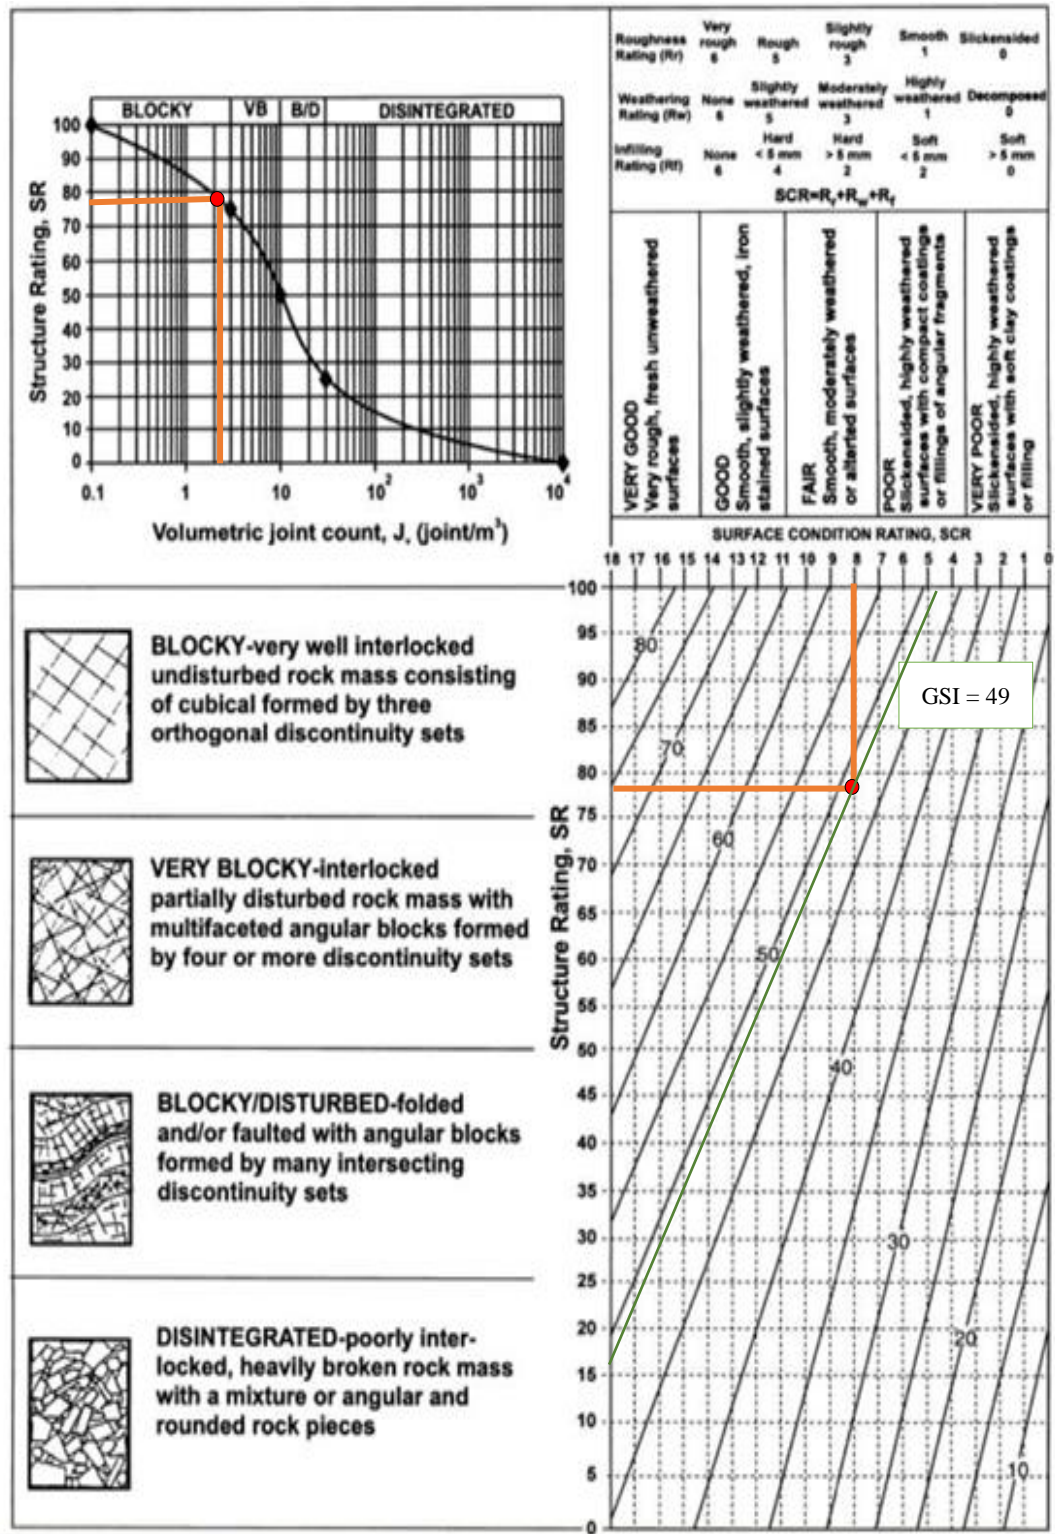 Roughness Rating (Rr)
Very rough 6
Rough 5
Slightly rough 3
Smooth 1
Slickensided 0
Weathering Rating (Rw)
None 6
Slightly weathered 5
Moderately weathered 3
Highly weathered 1
Decomposed 0
Infilling Rating (Rf)
None 6
Hard < 5 mm 4
Hard > 5 mm 2
Soft < 5 mm 2
Soft > 5 mm 0
SCR=Rr+Rw+Rf
BLOCKY VB B/D DISINTEGRATED
Structure Rating, SR
100
90
80
70
60
50
40
30
20
10
0
0.1 1 10 10² 10³ 10⁴
Volumetric joint count, Jv (joint/m³)
VERY GOOD
Very rough, fresh unweathered
surfaces
GOOD
Smooth, slightly weathered, iron
stained surfaces
FAIR
Smooth, moderately weathered
or altered surfaces
POOR
Slickensided, highly weathered
surfaces with compact coatings
or fillings of angular fragments
VERY POOR
Slickensided, highly weathered
surfaces with soft clay coatings
or filling
SURFACE CONDITION RATING, SCR
18 17 16 15 14 13 12 11 10 9 8 7 6 5 4 3 2 1 0
BLOCKY-very well interlocked
undisturbed rock mass consisting
of cubical formed by three
orthogonal discontinuity sets
VERY BLOCKY-interlocked
partially disturbed rock mass with
multifaceted angular blocks formed
by four or more discontinuity sets
BLOCKY/DISTURBED-folded
and/or faulted with angular blocks
formed by many intersecting
discontinuity sets
DISINTEGRATED-poorly inter-
locked, heavily broken rock mass
with a mixture or angular and
rounded rock pieces
Structure Rating, SR
100
95
90
85
80
75
70
65
60
55
50
45
40
35
30
25
20
15
10
5
0
80
70
60
50
40
30
20
10
GSI = 49